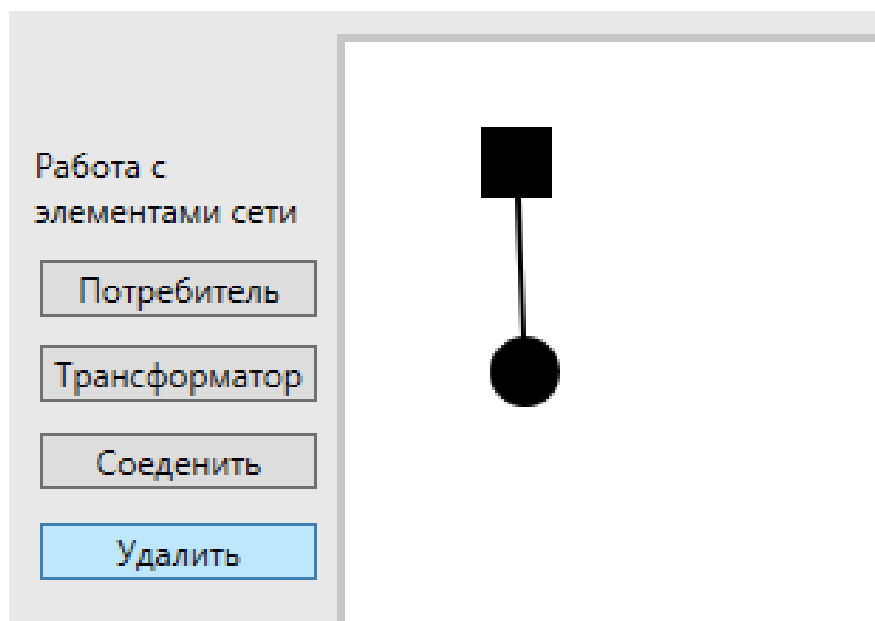 Работа с
элементами сети
Потребитель
Трансформатор
Соеденить
Удалить